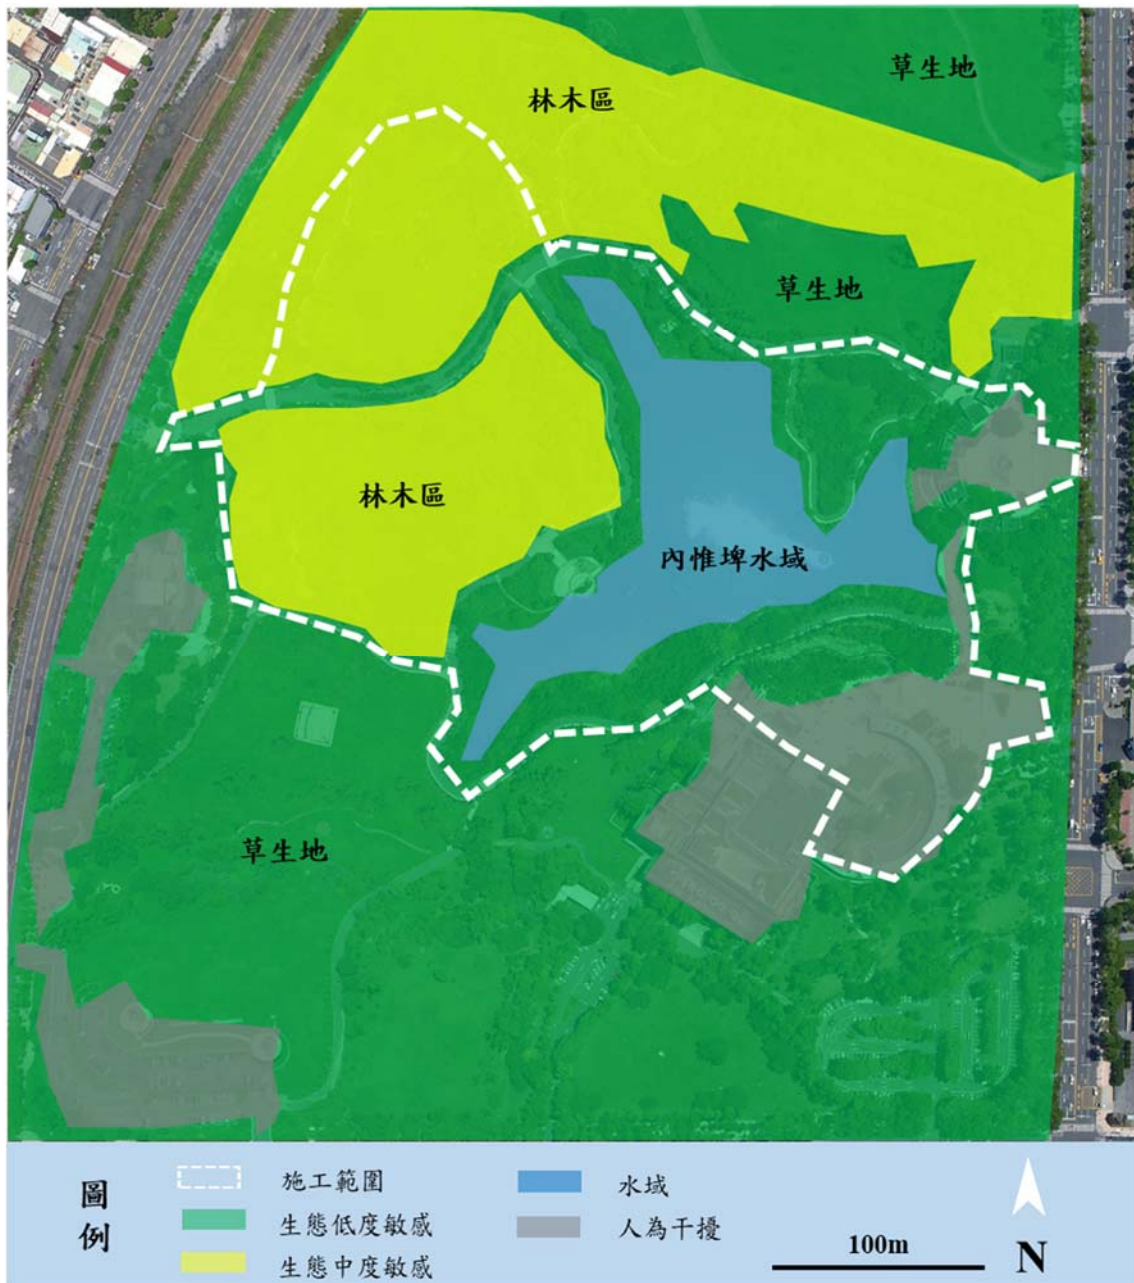 草生地
林木區
草生地
林木區
內惟埤水域
草生地
圖例
施工範圍
生態低度敏感
生態中度敏感
水域
人為干擾
100m
N